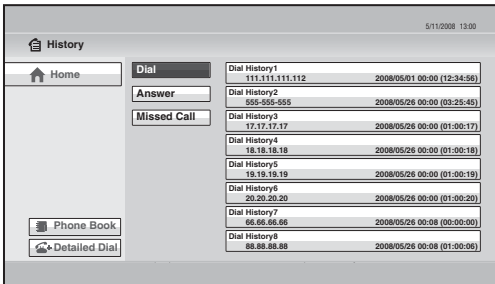 5/11/2008 13:00
History
Home
Dial
Answer
Missed Call
Dial History1
111.111.111.112 2008/05/01 00:00 (12:34:56)
Dial History2
555-555-555 2008/05/26 00:00 (03:25:45)
Dial History3
17.17.17.17 2008/05/26 00:00 (01:00:17)
Dial History4
18.18.18.18 2008/05/26 00:00 (01:00:18)
Dial History5
19.19.19.19 2008/05/26 00:00 (01:00:19)
Dial History6
20.20.20.20 2008/05/26 00:00 (01:00:20)
Dial History7
66.66.66.66 2008/05/26 00:08 (00:00:00)
Dial History8
88.88.88.88 2008/05/26 00:08 (01:00:06)
Phone Book
Detailed Dial